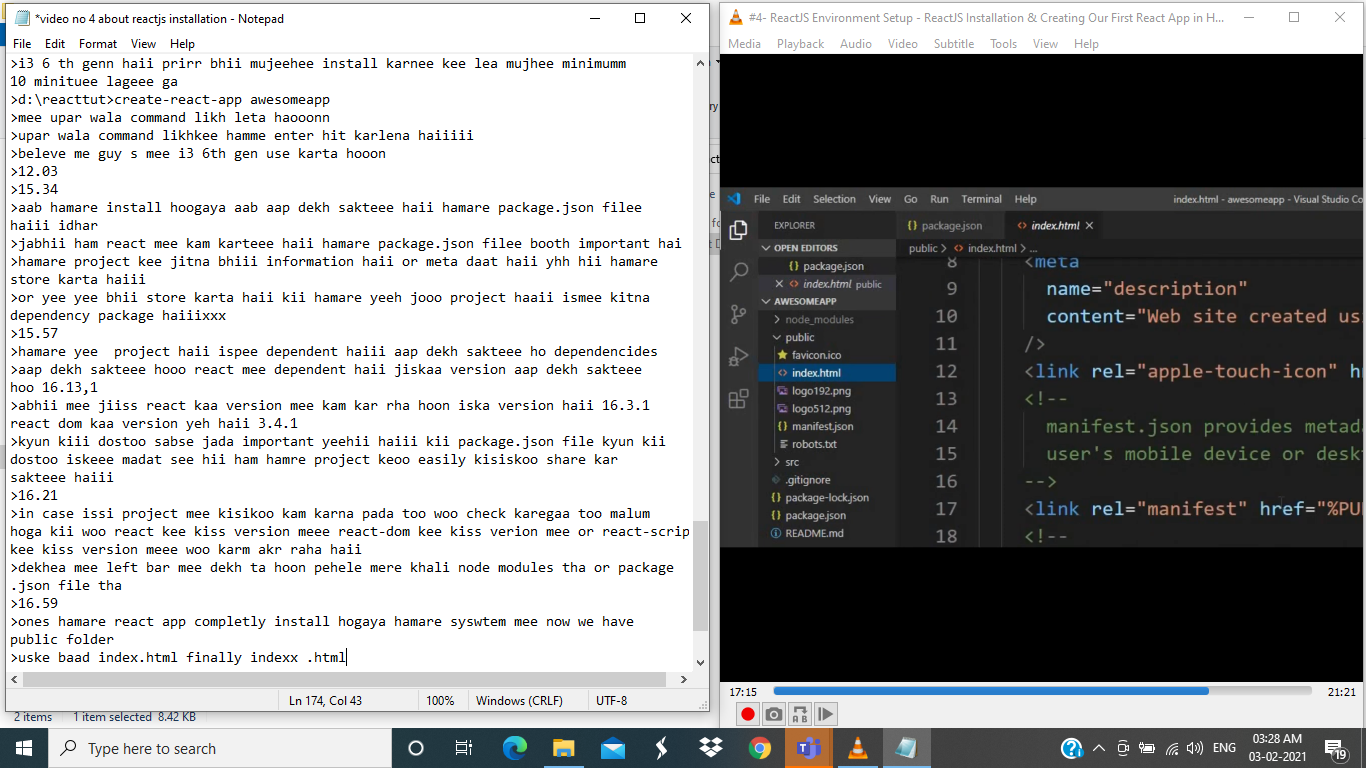 *video no 4 about reactjs installation - Notepad
File Edit Format View Help
>i3 6 th genn haii prirr bhii mujeehee install karnee kee lea mujhee minimumm
10 minituee lageee ga
>d:\reacttut>create-react-app awesomeapp
>mee upar wala command likh leta haooonn
>upar wala command likhkee hamme enter hit karlena haiiiii
>beleve me guy s mee i3 6th gen use karta hooon
>12.03
>15.34
>aab hamare install hoogaya aab aap dekh sakteee haii hamare package.json filee
haiii idhar
>jabhii ham react mee kam karteee haii hamare package.json filee booth important hai
>hamare project kee jitna bhiii information haii or meta daat haii yhh hii hamare
store karta haiii
>or yee yee bhii store karta haii kii hamare yeeh jooo project haaii ismee kitna
dependency package haiiixxx
>15.57
>hamare yee  project haii ispee dependent haiii aap dekh sakteee ho dependencides
>aap dekh sakteee hooo react mee dependent haii jiskaa version aap dekh sakteee
hoo 16.13,1
>abhii mee jiiss react kaa version mee kam kar rha hoon iska version haii 16.3.1
react dom kaa version yeh haii 3.4.1
>kyun kiii dostoo sabse jada important yeehii haiii kii package.json file kyun kii
dostoo iskeee madat see hii ham hamre project keoo easily kisiskoo share kar
sakteee haiii
>16.21
>in case issi project mee kisikoo kam karna pada too woo check karegaa too malum
hoga kii woo react kee kiss version meee react-dom kee kiss verion mee or react-scrip
kee kiss version meee woo karm akr raha haii
>dekhea mee left bar mee dekh ta hoon pehele mere khali node modules tha or package
.json file tha
>16.59
>ones hamare react app completly install hogaya hamare syswtem mee now we have
public folder
>uske baad index.html finally indexx .html
Ln 174, Col 43 100% Windows (CRLF) UTF-8
2 items 1 item selected 8.42 KB
#4- ReactJS Environment Setup - ReactJS Installation & Creating Our First React App in H...
Media Playback Audio Video Subtitle Tools View Help
File Edit Selection View Go Run Terminal Help index.html - awesomeapp - Visual Studio Co
EXPLORER
OPEN EDITORS
package.json
index.html public
AWESOMEAPP
node_modules
public
favicon.ico
index.html
logo192.png
logo512.png
manifest.json
robots.txt
src
.gitignore
package-lock.json
package.json
README.md
package.json index.html
public > index.html > ...
8 <meta
9 name="description"
10 content="Web site created us
11 />
12 <link rel="apple-touch-icon" h
13 <!--
14 manifest.json provides metad
15 user's mobile device or desk
16 -->
17 <link rel="manifest" href="%PU
18 <!--
17:15 21:21
Type here to search
ENG
03:28 AM
03-02-2021
19